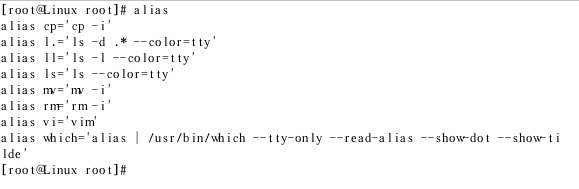 [root@Linux root]# alias
alias cp='cp -i'
alias l.='ls -d .* --color=tty'
alias ll='ls -l --color=tty'
alias ls='ls --color=tty'
alias mv='mv -i'
alias rm='rm -i'
alias vi='vim'
alias which='alias | /usr/bin/which --tty-only --read-alias --show-dot --show-ti
lde'
[root@Linux root]#